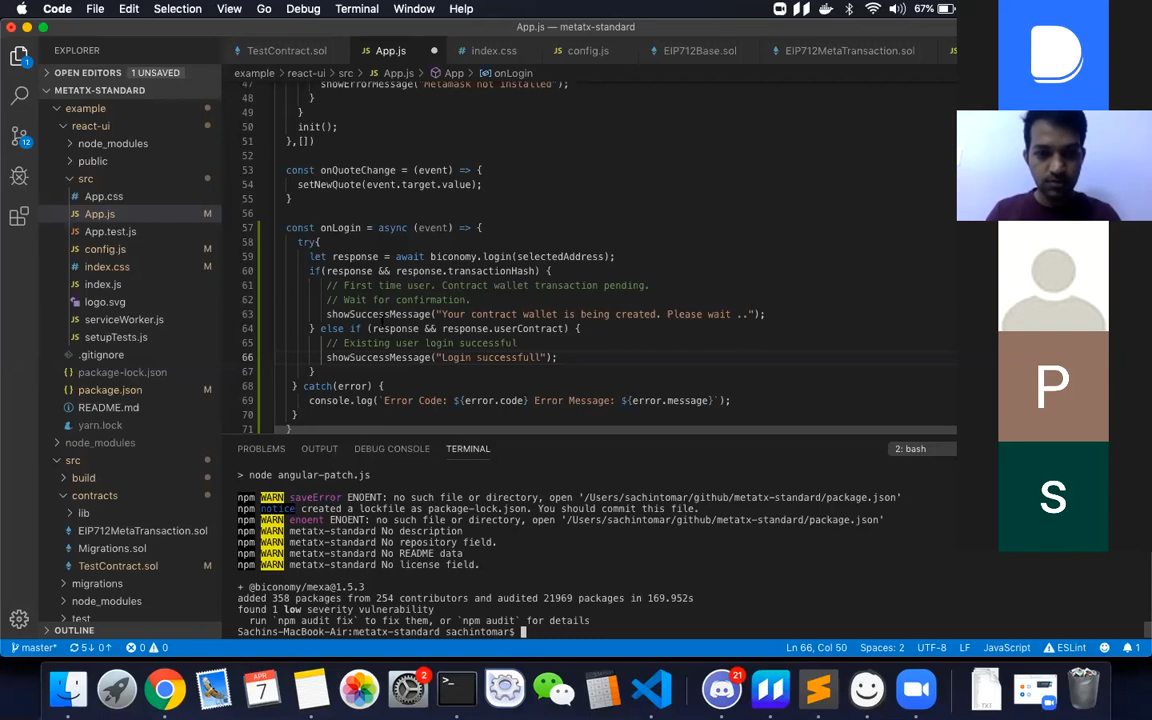 Code File Edit Selection View Go Debug Terminal Window Help 67%
App.js — metatx-standard
EXPLORER
TestContract.sol App.js index.css config.js EIP712Base.sol EIP712MetaTransaction.sol
OPEN EDITORS 1 UNSAVED
example › react-ui › src › App.js › App › onLogin
METATX-STANDARD
example
react-ui
node_modules
public
src
App.css
App.js M
App.test.js
config.js M
index.css M
index.js
logo.svg
serviceWorker.js
setupTests.js
.gitignore
package-lock.json
package.json M
README.md
yarn.lock
node_modules
src
build
contracts
lib
EIP712MetaTransaction.sol
Migrations.sol
TestContract.sol M
migrations
node_modules
test
OUTLINE
47 showErrorMessage("Metamask not installed");
48 }
49 }
50 init();
51 },[])
52
53 const onQuoteChange = (event) => {
54 setNewQuote(event.target.value);
55 }
56
57 const onLogin = async (event) => {
58 try{
59 let response = await biconomy.login(selectedAddress);
60 if(response && response.transactionHash) {
61 // First time user. Contract wallet transaction pending.
62 // Wait for confirmation.
63 showSuccessMessage("Your contract wallet is being created. Please wait ..");
64 } else if (response && response.userContract) {
65 // Existing user login successful
66 showSuccessMessage("Login successfull");
67 }
68 } catch(error) {
69 console.log(`Error Code: ${error.code} Error Message: ${error.message}`);
70 }
71 }
PROBLEMS OUTPUT DEBUG CONSOLE TERMINAL 2: bash
> node angular-patch.js
npm WARN saveError ENOENT: no such file or directory, open '/Users/sachintomar/github/metatx-standard/package.json'
npm notice created a lockfile as package-lock.json. You should commit this file.
npm WARN enoent ENOENT: no such file or directory, open '/Users/sachintomar/github/metatx-standard/package.json'
npm WARN metatx-standard No description
npm WARN metatx-standard No repository field.
npm WARN metatx-standard No README data
npm WARN metatx-standard No license field.
+ @biconomy/mexa@1.5.3
added 358 packages from 254 contributors and audited 21969 packages in 169.952s
found 1 low severity vulnerability
run `npm audit fix` to fix them, or `npm audit` for details
Sachins-MacBook-Air:metatx-standard sachintomar$
master* 5↓ 0↑ 0 0 Ln 66, Col 50 Spaces: 2 UTF-8 LF JavaScript ESLint 1
1
12
P
S
APR
7
2
21
TXT